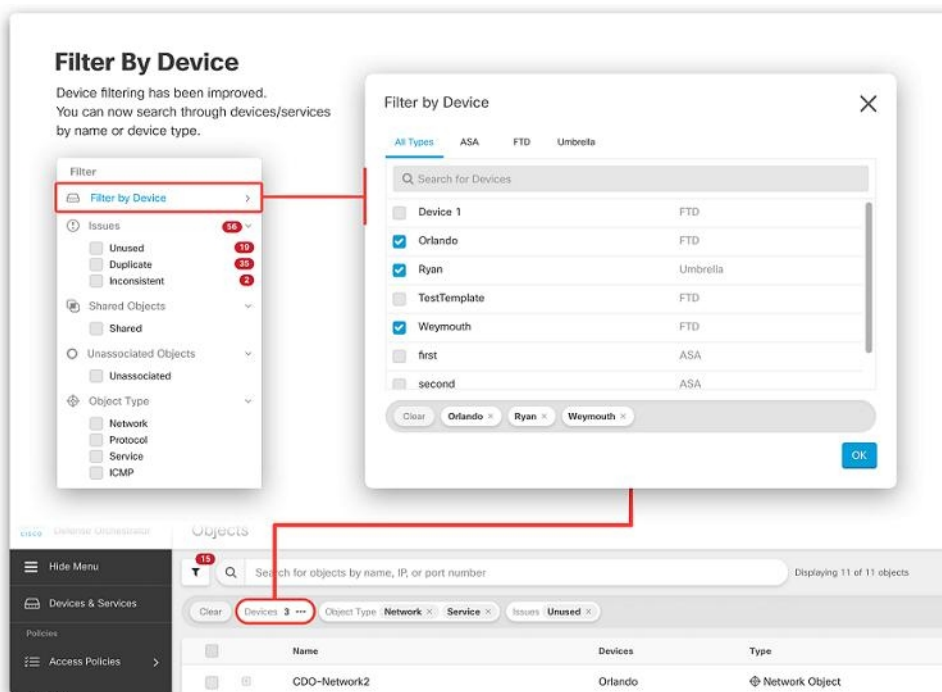 Filter By Device
Device filtering has been improved.
You can now search through devices/services
by name or device type.
Filter
Filter by Device
Issues 56
Unused 19
Duplicate 35
Inconsistent 2
Shared Objects
Shared
Unassociated Objects
Unassociated
Object Type
Network
Protocol
Service
ICMP
Filter by Device
All Types ASA FTD Umbrella
Search for Devices
Device 1 FTD
Orlando FTD
Ryan Umbrella
TestTemplate FTD
Weymouth FTD
first ASA
second ASA
Clear Orlando × Ryan × Weymouth ×
OK
CISCO Defense Orchestrator
Objects
Hide Menu
Devices & Services
Policies
Access Policies
15
Search for objects by name, IP, or port number
Displaying 11 of 11 objects
Clear Devices 3 ••• Object Type Network × Service × Issues Unused ×
Name Devices Type
CDO-Network2 Orlando Network Object